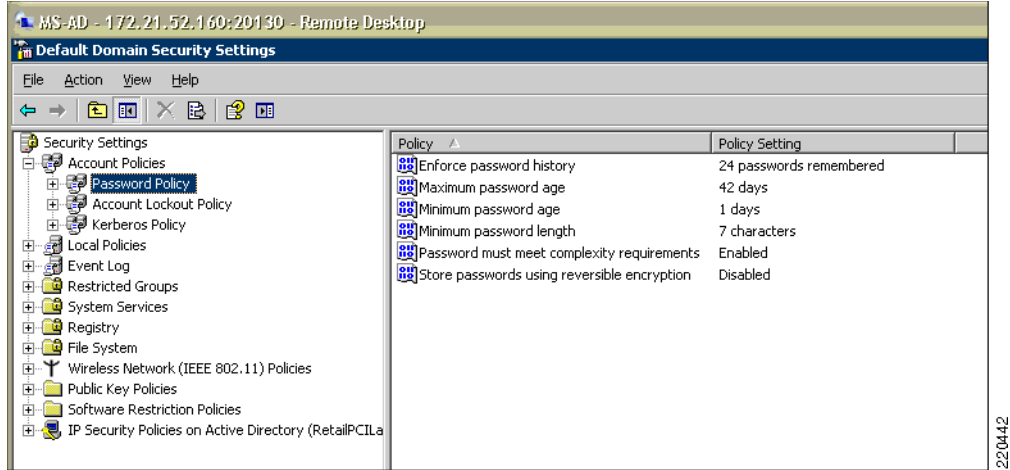 MS-AD - 172.21.52.160:20130 - Remote Desktop
Default Domain Security Settings
File Action View Help
Security Settings
Account Policies
Password Policy
Account Lockout Policy
Kerberos Policy
Local Policies
Event Log
Restricted Groups
System Services
Registry
File System
Wireless Network (IEEE 802.11) Policies
Public Key Policies
Software Restriction Policies
IP Security Policies on Active Directory (RetailPCILa
Policy Policy Setting
Enforce password history 24 passwords remembered
Maximum password age 42 days
Minimum password age 1 days
Minimum password length 7 characters
Password must meet complexity requirements Enabled
Store passwords using reversible encryption Disabled
220442